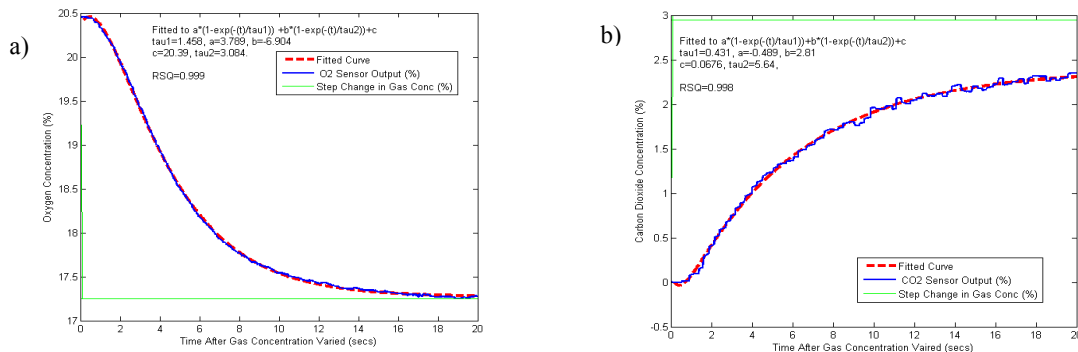 a)
20.5
20
19.5
19
18.5
18
17.5
17
0
2
4
6
8
10
12
14
16
18
20
Oxygen Concentration (%)
Time After Gas Concentration Varied (secs)
Fitted to a*(1-exp(-(t)/tau1)) +b*(1-exp(-(t)/tau2))+c
tau1=1.458, a=3.789, b=-6.904
c=20.39, tau2=3.084.
RSQ=0.999
Fitted Curve
O2 Sensor Output (%)
Step Change in Gas Conc (%)
b)
3
2.5
2
1.5
1
0.5
0
-0.5
0
2
4
6
8
10
12
14
16
18
20
Carbon Dioxide Concentration (%)
Time After Gas Concentration Vaired (secs)
Fitted to a*(1-exp(-(t)/tau1))+b*(1-exp(-(t)/tau2))+c
tau1=0.431, a=-0.489, b=2.81
c=0.0676, tau2=5.64,
RSQ=0.998
Fitted Curve
CO2 Sensor Output (%)
Step Change in Gas Conc (%)